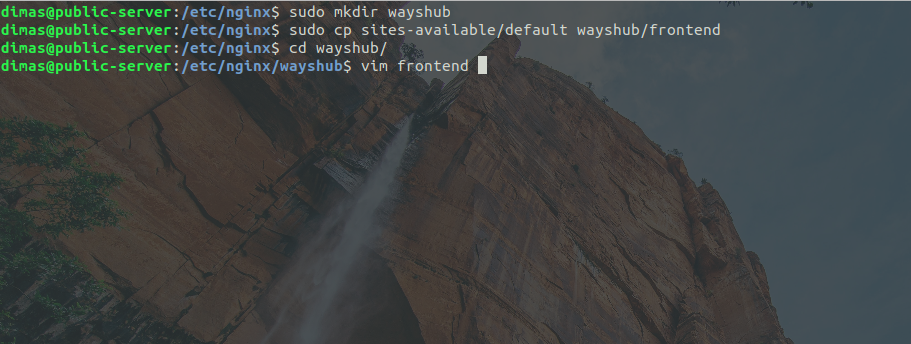 dimas@public-server:/etc/nginx$ sudo mkdir wayshub
dimas@public-server:/etc/nginx$ sudo cp sites-available/default wayshub/frontend
dimas@public-server:/etc/nginx$ cd wayshub/
dimas@public-server:/etc/nginx/wayshub$ vim frontend